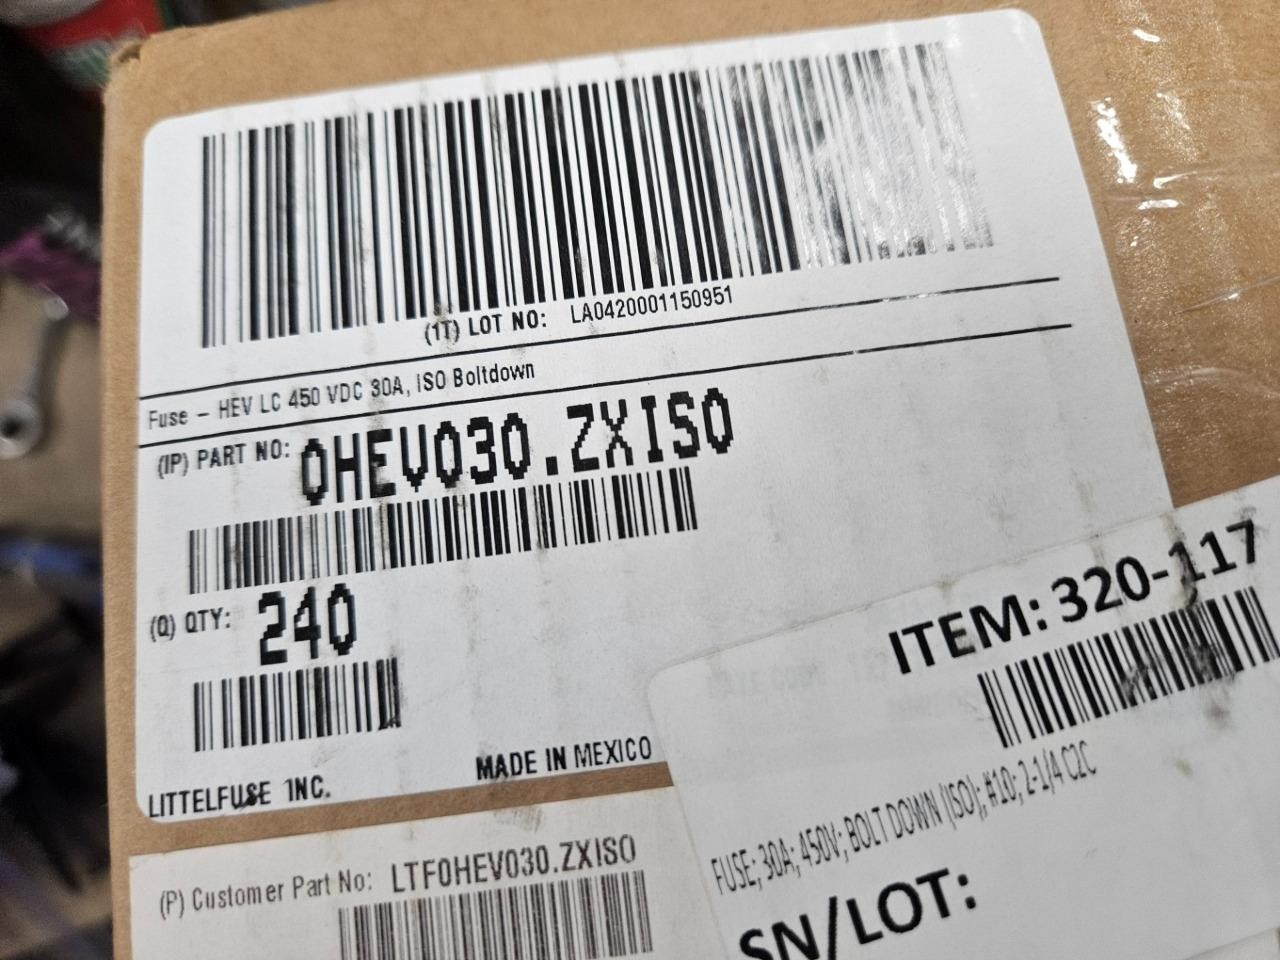 (1T) LOT NO: LA0420001150951
Fuse - HEV LC 450 VDC 30A, ISO Boltdown
(IP) PART NO: 0HEV030.ZXISO
(Q) QTY: 240
MADE IN MEXICO
LITTELFUSE INC.
(P) Customer Part No: LTF0HEV030.ZXISO
ITEM: 320-117
FUSE; 30A; 450V; BOLT DOWN (ISO); #10; 2-1/4 C2C
SN/LOT: